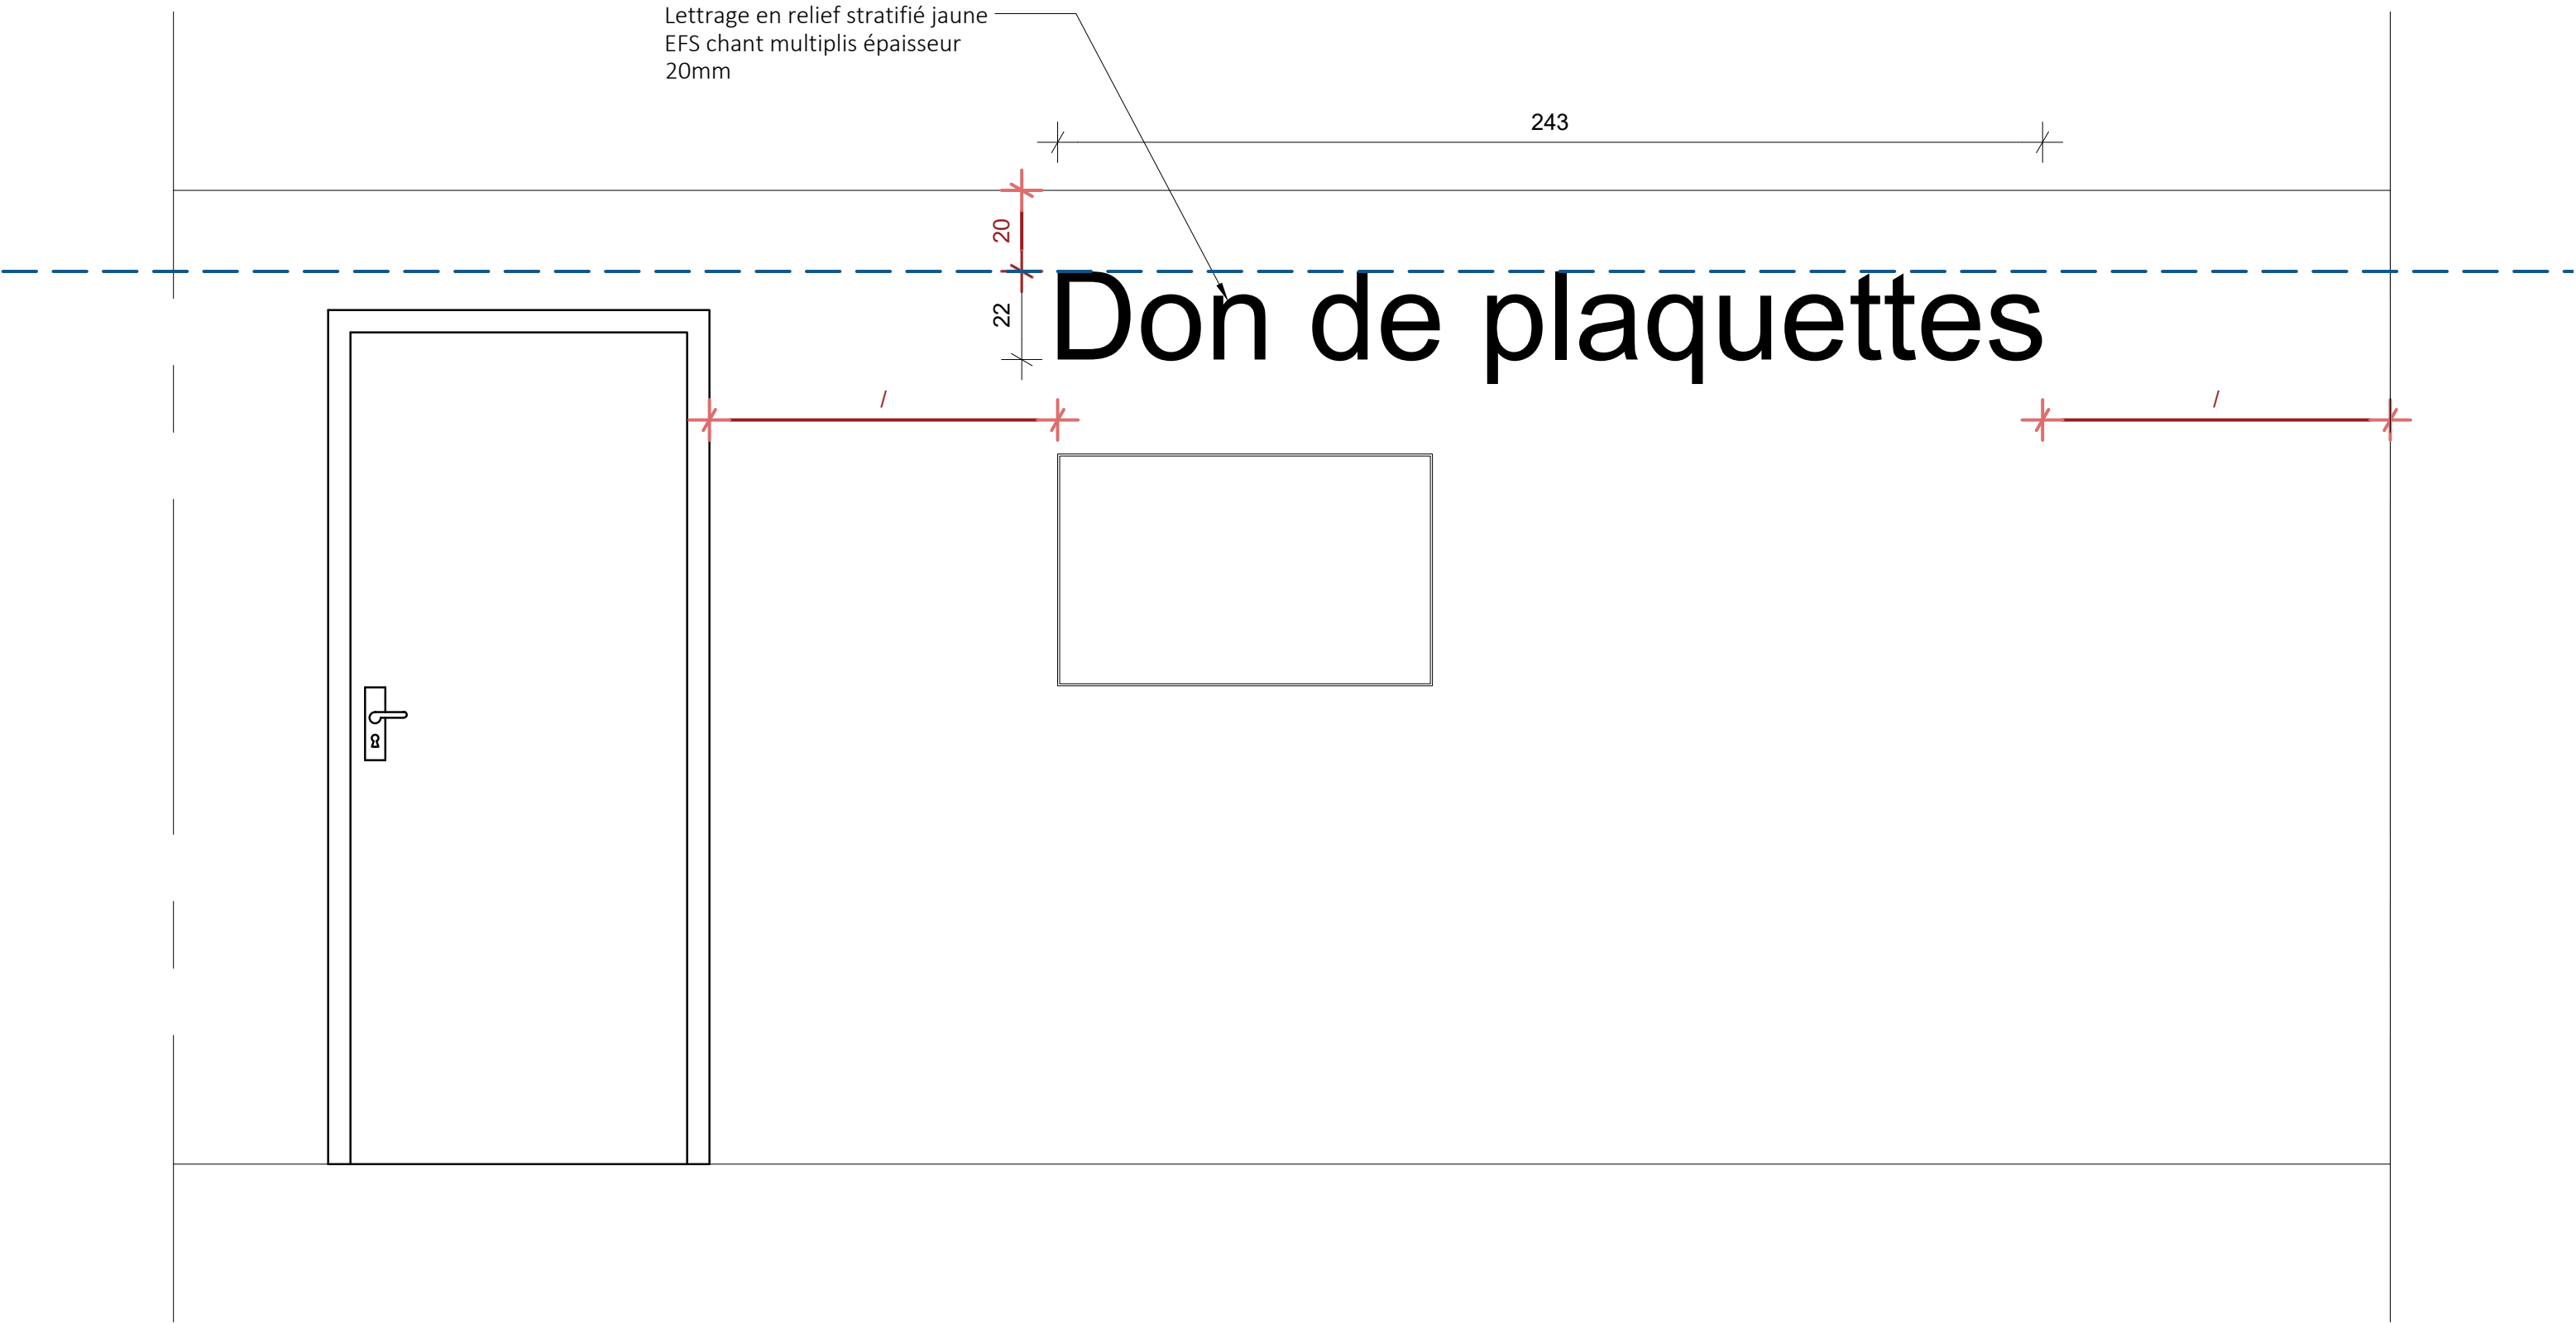 Lettrage en relief stratifié jaune
EFS chant multiplis épaisseur
20mm
243
20
22
Don de plaquettes
/
/